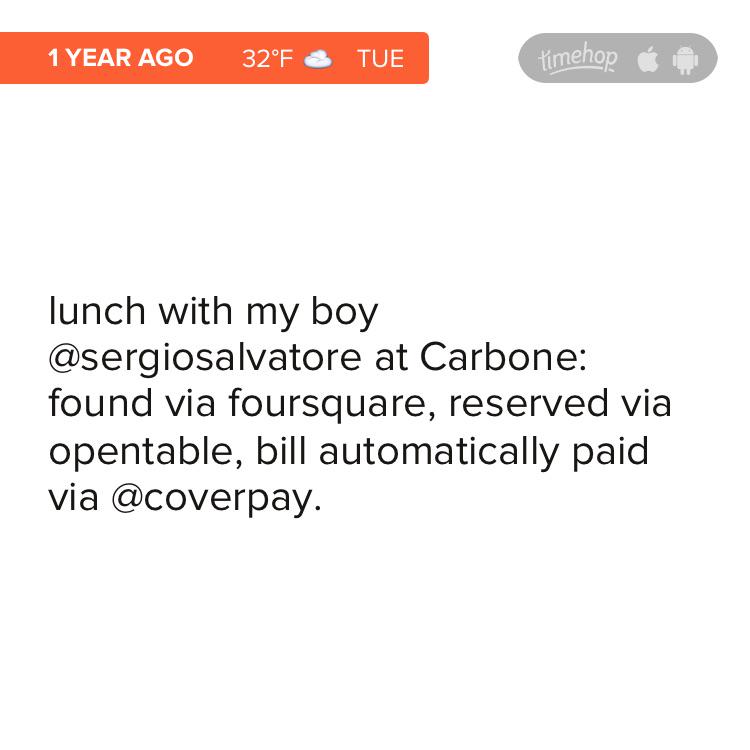 1 YEAR AGO 32°F TUE
timehop
lunch with my boy
@sergiosalvatore at Carbone:
found via foursquare, reserved via
opentable, bill automatically paid
via @coverpay.